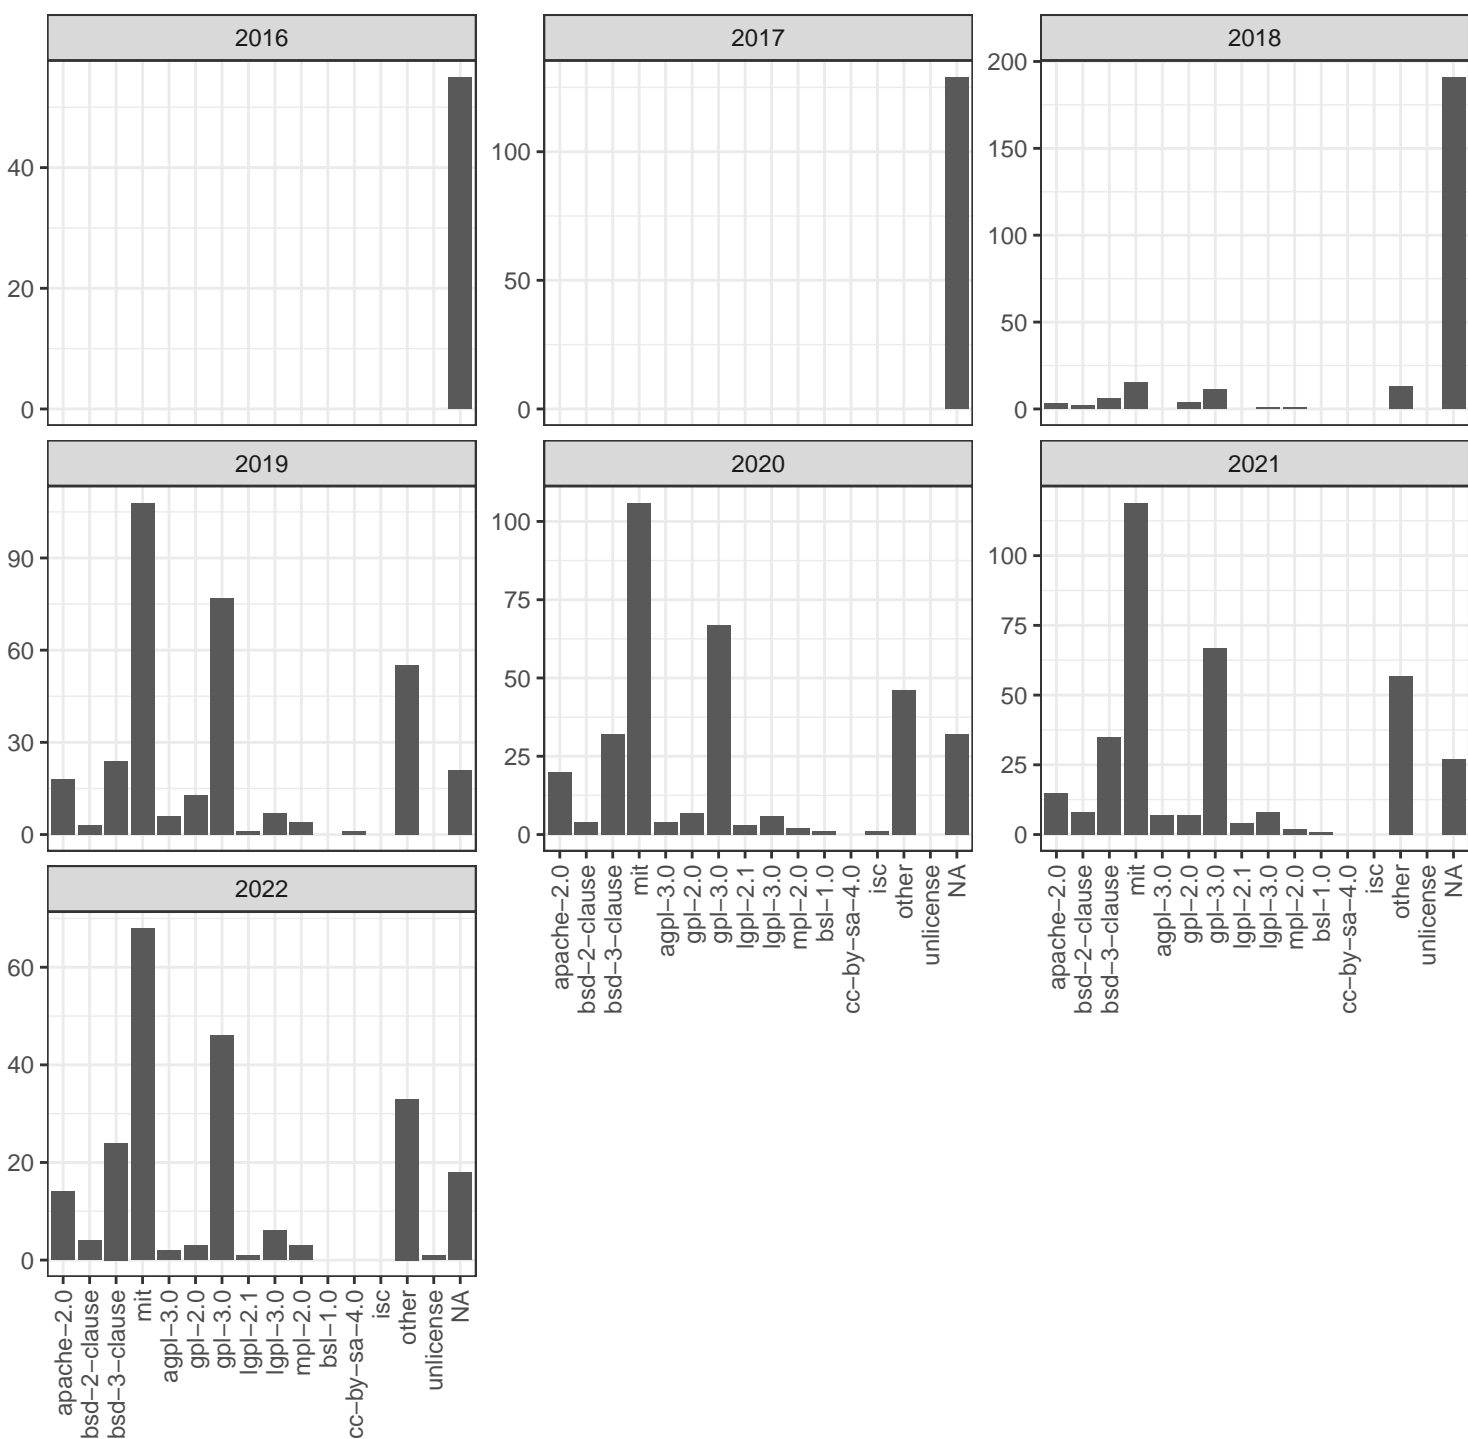 2016
2017
2018
40
20
0
100
50
0
200
150
100
50
0
2019
2020
2021
90
60
30
0
100
75
50
25
0
100
75
50
25
0
apache−2.0
bsd−2−clause
bsd−3−clause
mit
agpl−3.0
gpl−2.0
gpl−3.0
lgpl−2.1
lgpl−3.0
mpl−2.0
bsl−1.0
cc−by−sa−4.0
isc
other
unlicense
NA
apache−2.0
bsd−2−clause
bsd−3−clause
mit
agpl−3.0
gpl−2.0
gpl−3.0
lgpl−2.1
lgpl−3.0
mpl−2.0
bsl−1.0
cc−by−sa−4.0
isc
other
unlicense
NA
2022
60
40
20
0
apache−2.0
bsd−2−clause
bsd−3−clause
mit
agpl−3.0
gpl−2.0
gpl−3.0
lgpl−2.1
lgpl−3.0
mpl−2.0
bsl−1.0
cc−by−sa−4.0
isc
other
unlicense
NA